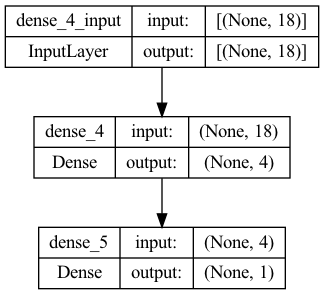 dense_4_input input: [(None, 18)]
InputLayer output: [(None, 18)]
dense_4 input: (None, 18)
Dense output: (None, 4)
dense_5 input: (None, 4)
Dense output: (None, 1)